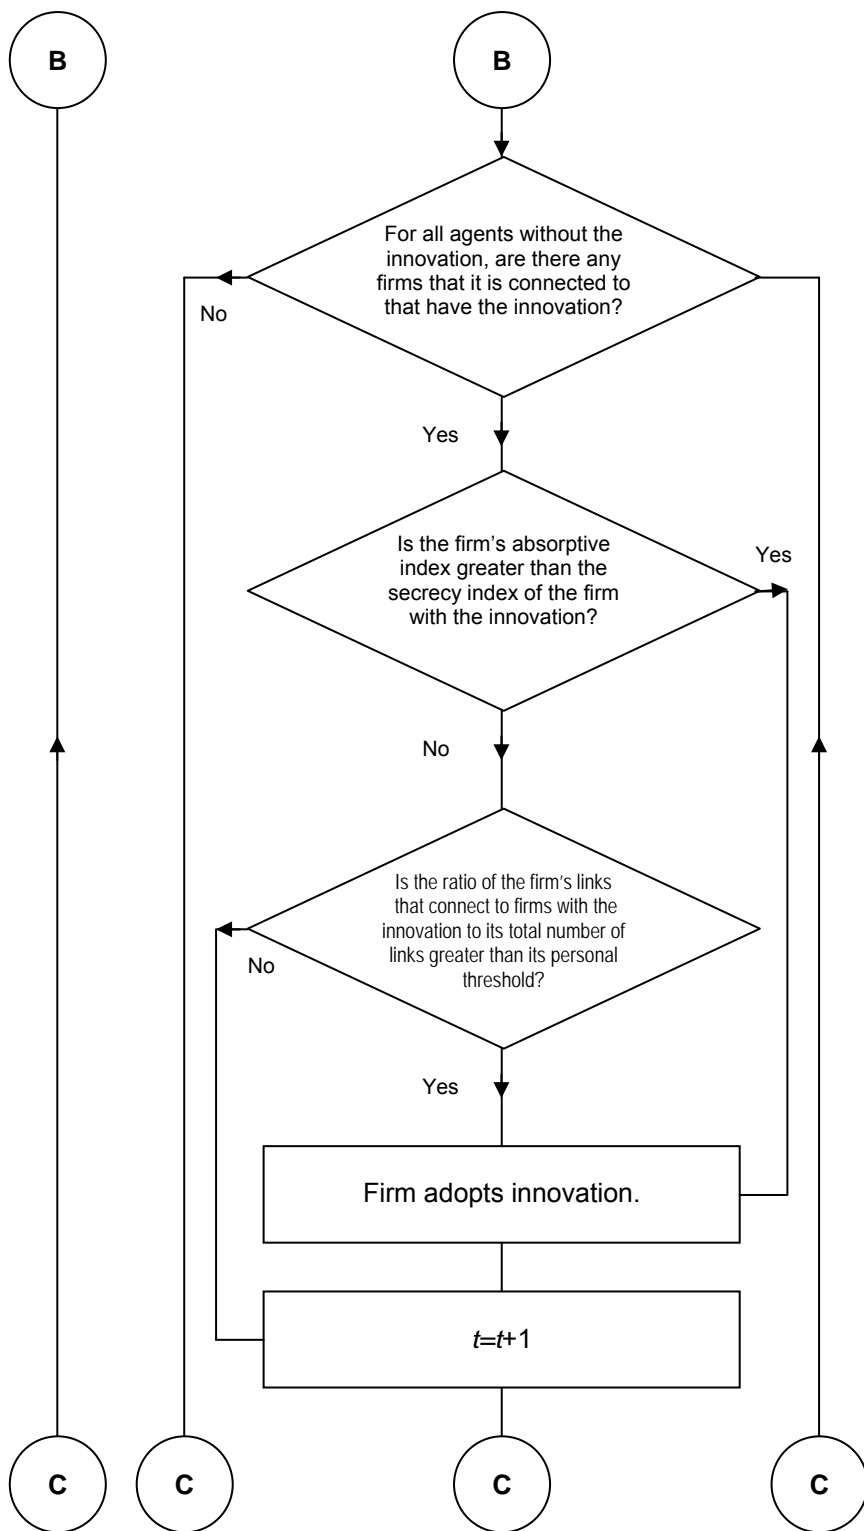 B
B
For all agents without the
innovation, are there any
firms that it is connected to
that have the innovation?
No
Yes
Is the firm's absorptive
index greater than the
secrecy index of the firm
with the innovation?
Yes
No
Is the ratio of the firm's links
that connect to firms with the
innovation to its total number of
links greater than its personal
threshold?
No
Yes
Firm adopts innovation.
t=t+1
C
C
C
C